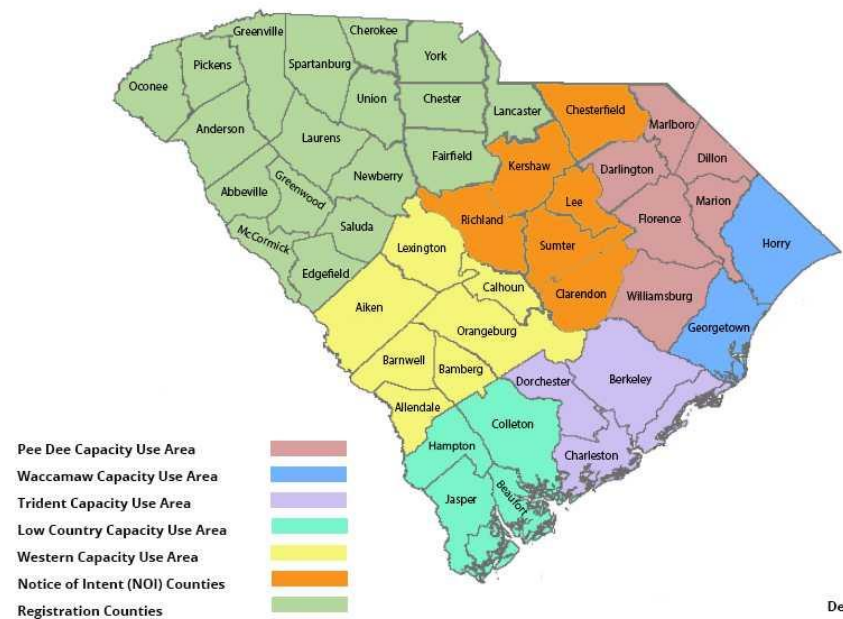 Greenville
Cherokee
York
Pickens
Spartanburg
Oconee
Union
Chester
Lancaster
Chesterfield
Marlboro
Anderson
Laurens
Fairfield
Kershaw
Darlington
Dillon
Abbeville
Greenwood
Newberry
Lee
Marion
McCormick
Saluda
Richland
Florence
Horry
Edgefield
Lexington
Sumter
Calhoun
Clarendon
Williamsburg
Aiken
Orangeburg
Georgetown
Barnwell
Bamberg
Dorchester
Berkeley
Allendale
Colleton
Hampton
Charleston
Jasper
Beaufort
Pee Dee Capacity Use Area
Waccamaw Capacity Use Area
Trident Capacity Use Area
Low Country Capacity Use Area
Western Capacity Use Area
Notice of Intent (NOI) Counties
Registration Counties
De